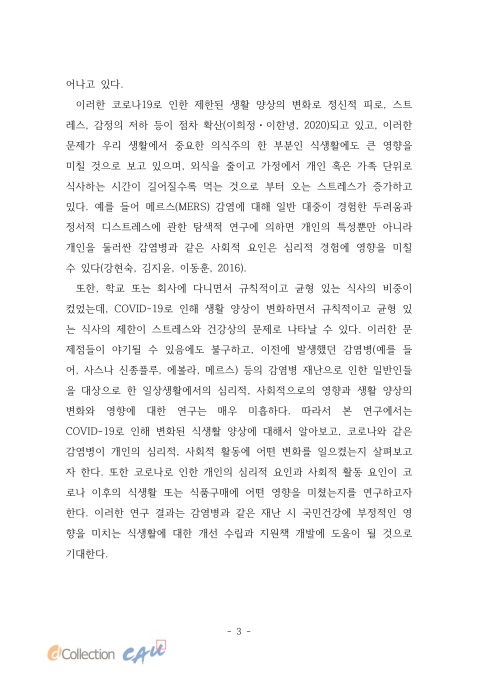 어나고 있다.
이러한 코로나19로 인한 제한된 생활 양상의 변화로 정신적 피로, 스트
레스, 감정의 저하 등이 점차 확산(이희정・이한녕, 2020)되고 있고, 이러한
문제가 우리 생활에서 중요한 의식주의 한 부분인 식생활에도 큰 영향을
미칠 것으로 보고 있으며, 외식을 줄이고 가정에서 개인 혹은 가족 단위로
식사하는 시간이 길어질수록 먹는 것으로 부터 오는 스트레스가 증가하고
있다. 예를 들어 메르스(MERS) 감염에 대해 일반 대중이 경험한 두려움과
정서적 디스트레스에 관한 탐색적 연구에 의하면 개인의 특성뿐만 아니라
개인을 둘러싼 감염병과 같은 사회적 요인은 심리적 경험에 영향을 미칠
수 있다(강현숙, 김지윤, 이동훈, 2016).
또한, 학교 또는 회사에 다니면서 규칙적이고 균형 있는 식사의 비중이
컸었는데, COVID-19로 인해 생활 양상이 변화하면서 규칙적이고 균형 있
는 식사의 제한이 스트레스와 건강상의 문제로 나타날 수 있다. 이러한 문
제점들이 야기될 수 있음에도 불구하고, 이전에 발생했던 감염병(예를 들
어, 사스나 신종플루, 에볼라, 메르스) 등의 감염병 재난으로 인한 일반인들
을 대상으로 한 일상생활에서의 심리적, 사회적으로의 영향과 생활 양상의
변화와 영향에 대한 연구는 매우 미흡하다. 따라서 본 연구에서는
COVID-19로 인해 변화된 식생활 양상에 대해서 알아보고, 코로나와 같은
감염병이 개인의 심리적, 사회적 활동에 어떤 변화를 일으켰는지 살펴보고
자 한다. 또한 코로나로 인한 개인의 심리적 요인과 사회적 활동 요인이 코
로나 이후의 식생활 또는 식품구매에 어떤 영향을 미쳤는지를 연구하고자
한다. 이러한 연구 결과는 감염병과 같은 재난 시 국민건강에 부정적인 영
향을 미치는 식생활에 대한 개선 수립과 지원책 개발에 도움이 될 것으로
기대한다.
- 3 -
dCollection CAU